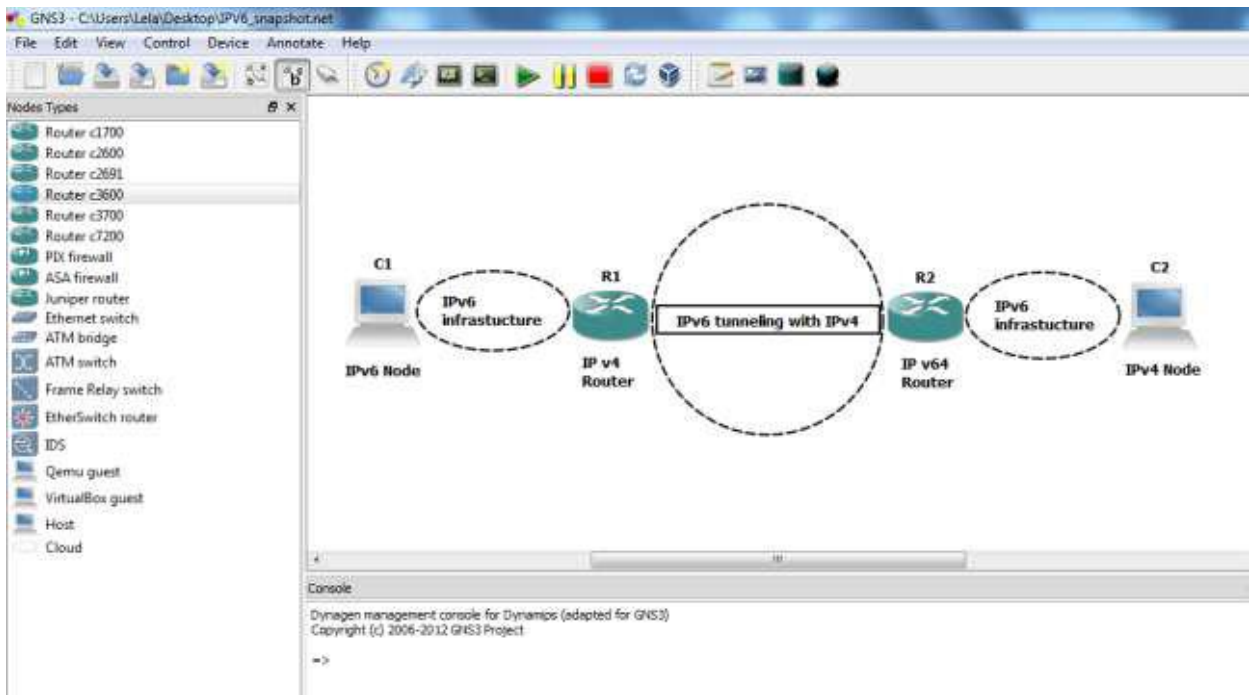 GNS3 - C:\Users\Lela\Desktop\IPV6_snapshot.net
File Edit View Control Device Annotate Help
Nodes Types
Router c1700
Router c2600
Router c2691
Router c3600
Router c3700
Router c7200
PIX firewall
ASA firewall
Juniper router
Ethernet switch
ATM bridge
ATM switch
Frame Relay switch
EtherSwitch router
IDS
Qemu guest
VirtualBox guest
Host
Cloud
C1
IPv6 Node
IPv6
infrastucture
R1
IP v4
Router
IPv6 tunneling with IPv4
R2
IP v64
Router
IPv6
infrastucture
C2
IPv4 Node
Console
Dynagen management console for Dynamips (adapted for GNS3)
Copyright (c) 2006-2012 GNS3 Project
=>